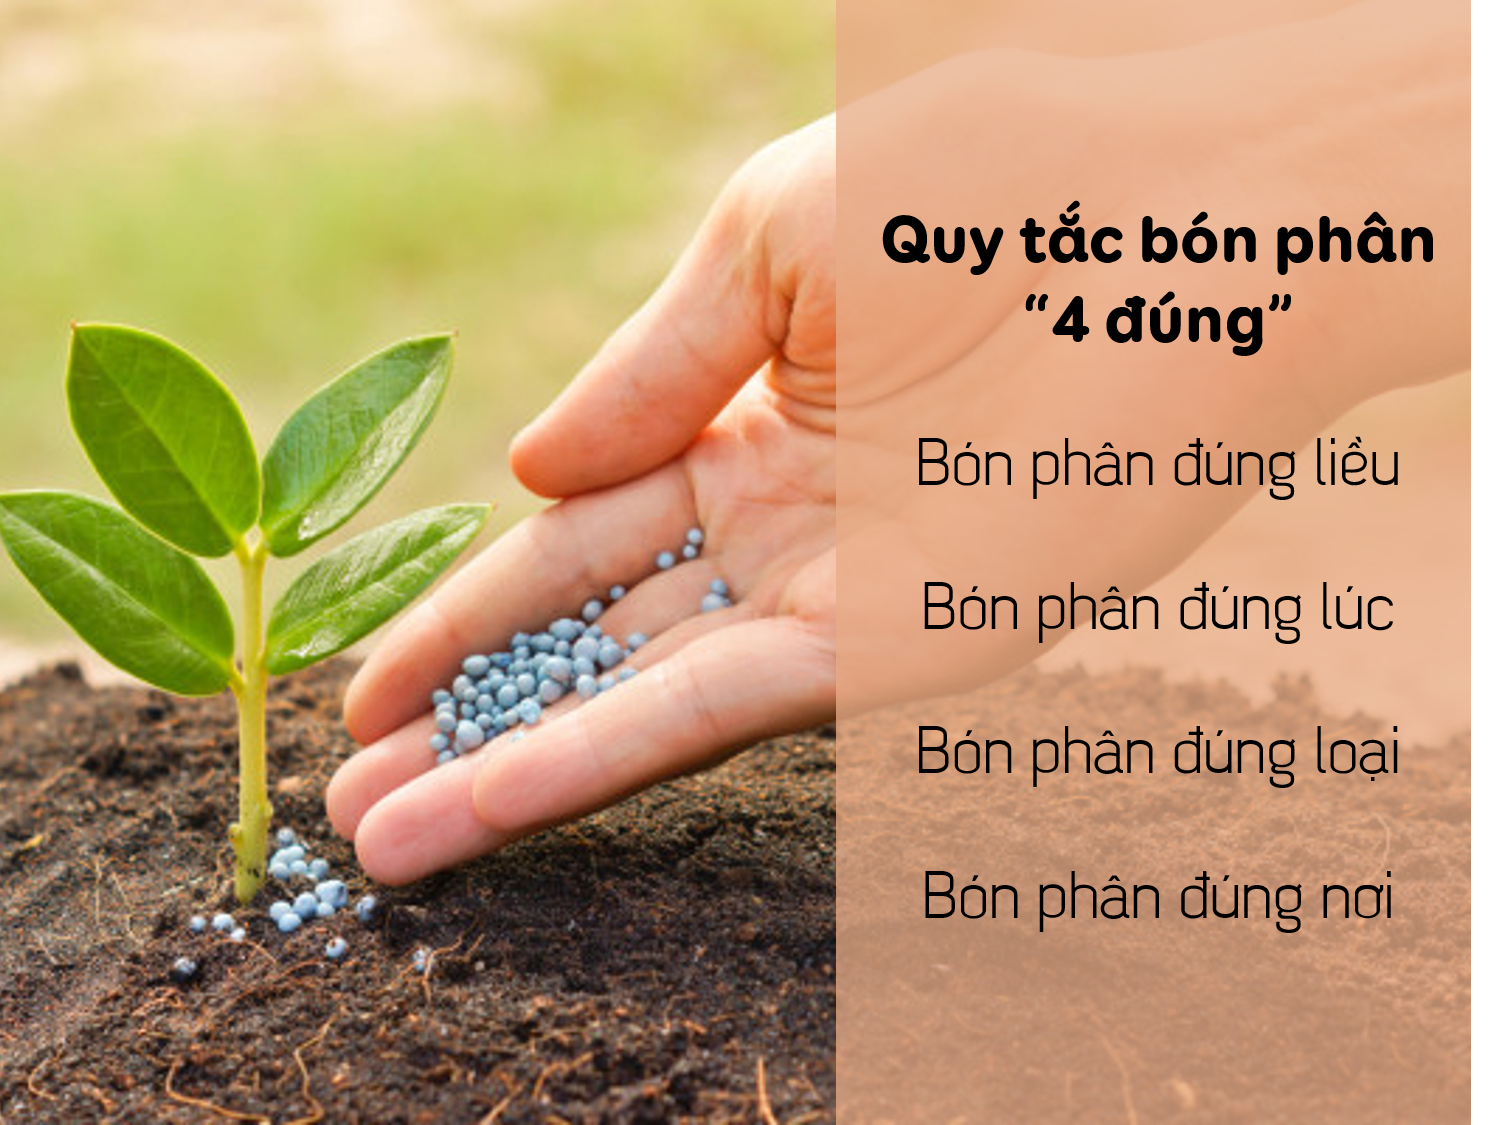 Quy tắc bón phân
“4 đúng”
Bón phân đúng liều
Bón phân đúng lúc
Bón phân đúng loại
Bón phân đúng nơi